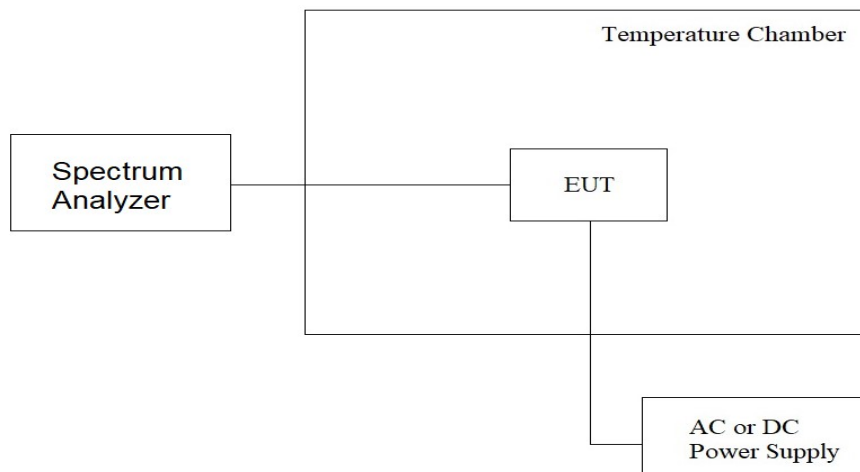 Temperature Chamber
Spectrum
Analyzer
EUT
AC or DC
Power Supply